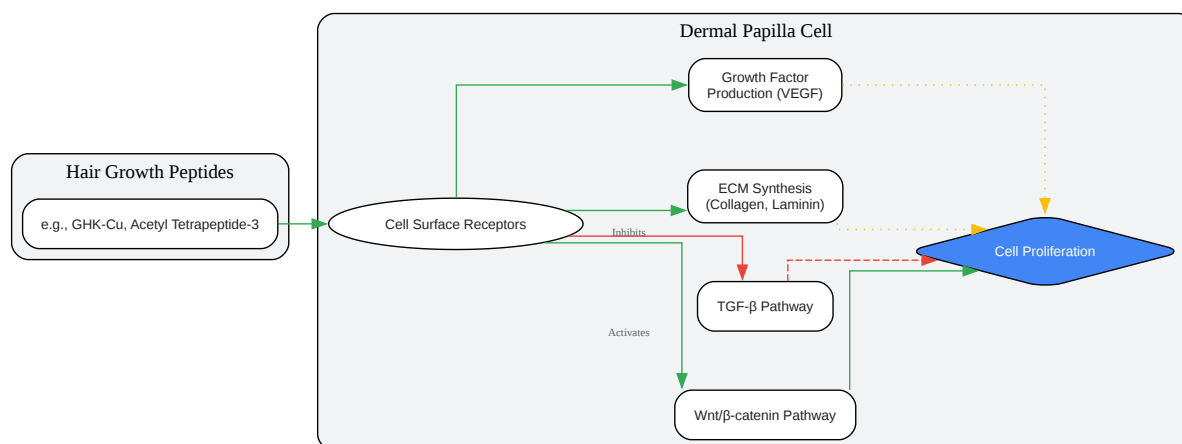 Dermal Papilla Cell
Growth Factor
Production (VEGF)
Hair Growth Peptides
e.g., GHK-Cu, Acetyl Tetrapeptide-3
Cell Surface Receptors
ECM Synthesis
(Collagen, Laminin)
Inhibits
Cell Proliferation
TGF-β Pathway
Activates
Wnt/β-catenin Pathway